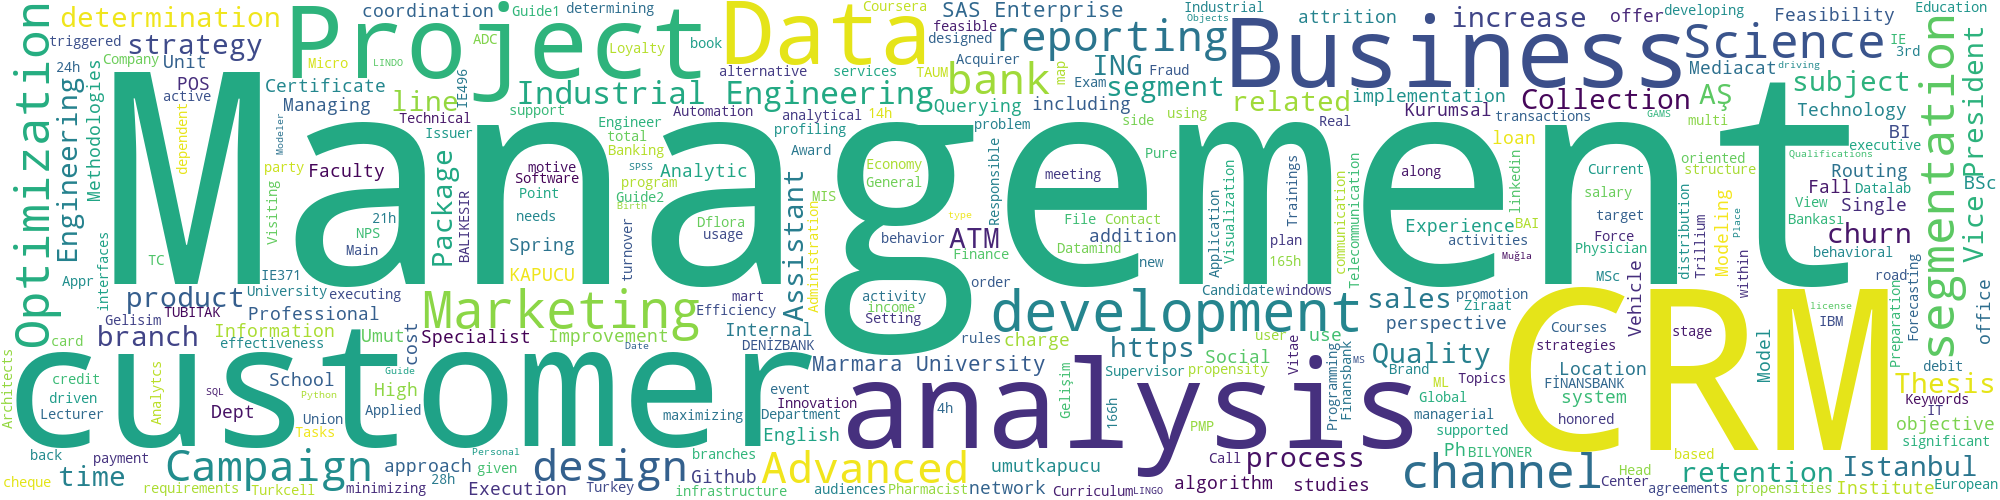 Management
CRM
customer
analysis
Business
Project
Data
development
Marketing
channel
Optimization
segmentation
Science
reporting
Industrial Engineering
bank
design
Campaign
Advanced
Istanbul
Quality
retention
process
time
product
branch
strategy
determination
line
Package
Assistant
ATM
segment
ING
related
Collection
AŞ
subject
churn
Vice President
increase
SAS Enterprise
coordination
Guide1
determining
Coursera
feasible
designed
Industrial
Objects
attrition
offer
developing
Feasibility
Education
IE
3rd
triggered
Micro
LINDO
ADC
Loyalty
book
alternative
services
TAUM
Acquirer
Fraud
map
Exam
Mediacat
driving
Company
Unit
24h
POS
active
Certificate
Managing
Methodologies
Engineering
dependent
Modeler
Technical
Issuer
IE496
support
Engineer
total
Banking
Automation
analytical
profiling
14h
Querying
including
problem
side
using
implementation
Kurumsal
Real
transactions
GAMS
multi
loan
Technology
BI
executive
party
Faculty
motive
Software
SPSS
Analytic
Award
Economy
General
Pure
meeting
along
Current
oriented
structure
Qualifications
Routing
Fall
Datalab
BSc
Visiting
21h
NPS
Main
BALIKESIR
Point
needs
program
Guide2
Birth
MIS
Dflora
usage
type
Responsible
File
Contact
Datamind
addition
Visualization
Telecommunication
communication
Experience
BAI
linkedin
salary
View
Single
Bankası
TC
interfaces
Spring
KAPUCU
turnover
Administration
behavior
Finance
plan
Trainings
Application
activities
target
Force
Physician
distribution
Trillium
Modeling
Place
behavioral
Muğla
165h
new
Appr
IE371
University
executing
mart
Efficiency
activity
income
Setting
order
Candidate
windows
promotion
Ziraat
MSc
Vehicle
within
road
Forecasting
office
Gelisim
TUBITAK
Professional
Information
effectiveness
Umut
cost
Specialist
Improvement
Date
Internal
DENİZBANK
rules
charge
user
use
sales
perspective
Courses
strategies
stage
license
IBM
Preparation
card
Architects
credit
driven
Lecturer
Analytcs
School
SQL
Dept
Python
Union
Tasks
Guide
High
Applied
maximizing
event
Innovation
Department
English
Marmara University
4h
Gelişim
https
Supervisor
Social
propensity
166h
Vitae
Programming
Finansbank
MS
Brand
ML
Global
Topics
FİNANSBANK
Location
system
honored
Model
debit
Thesis
Keywords
IT
objective
significant
managerial
supported
Ph
BILYONER
back
cheque
payment
requirements
Turkcell
minimizing
approach
28h
given
Personal
Execution
Turkey
branches
Github
infrastructure
audiences
Pharmacist
umutkapucu
network
Curriculum
LINGO
PMP
Call
algorithm
studies
Center
Head
agreements
based
propensities
Institute
European